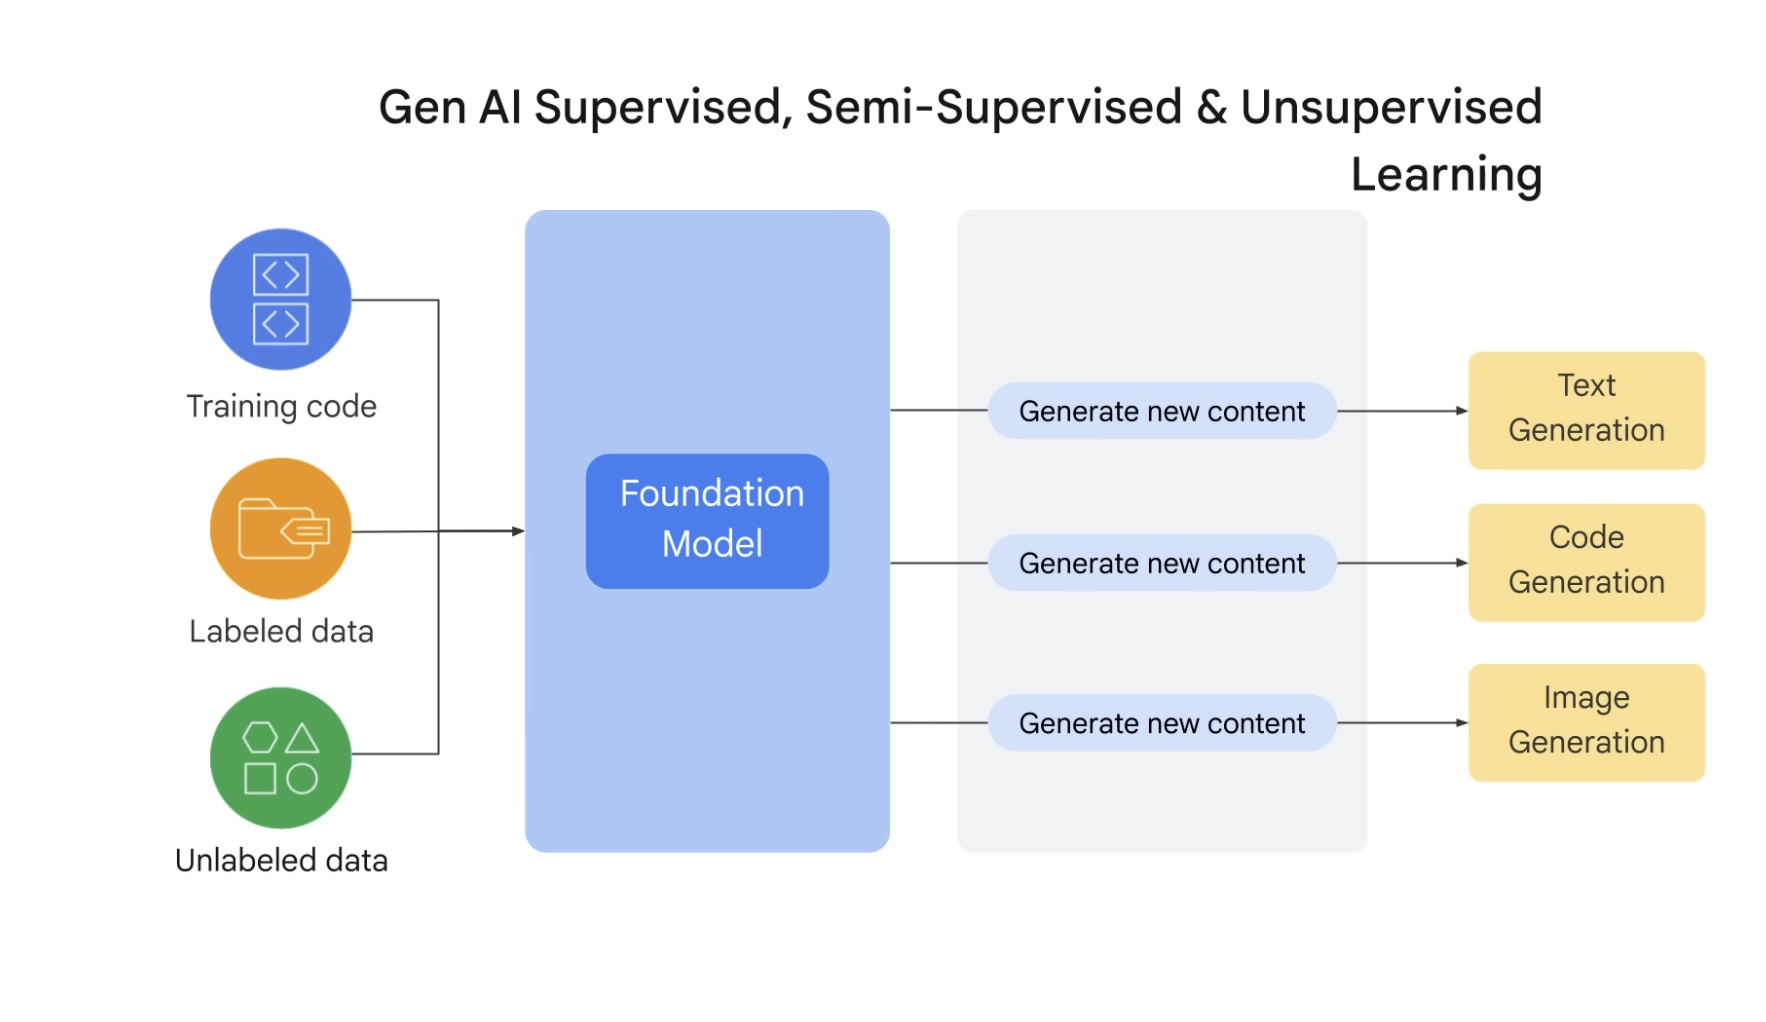 Gen AI Supervised, Semi-Supervised & Unsupervised
Learning
Training code
Labeled data
Unlabeled data
Foundation
Model
Generate new content
Generate new content
Generate new content
Text
Generation
Code
Generation
Image
Generation